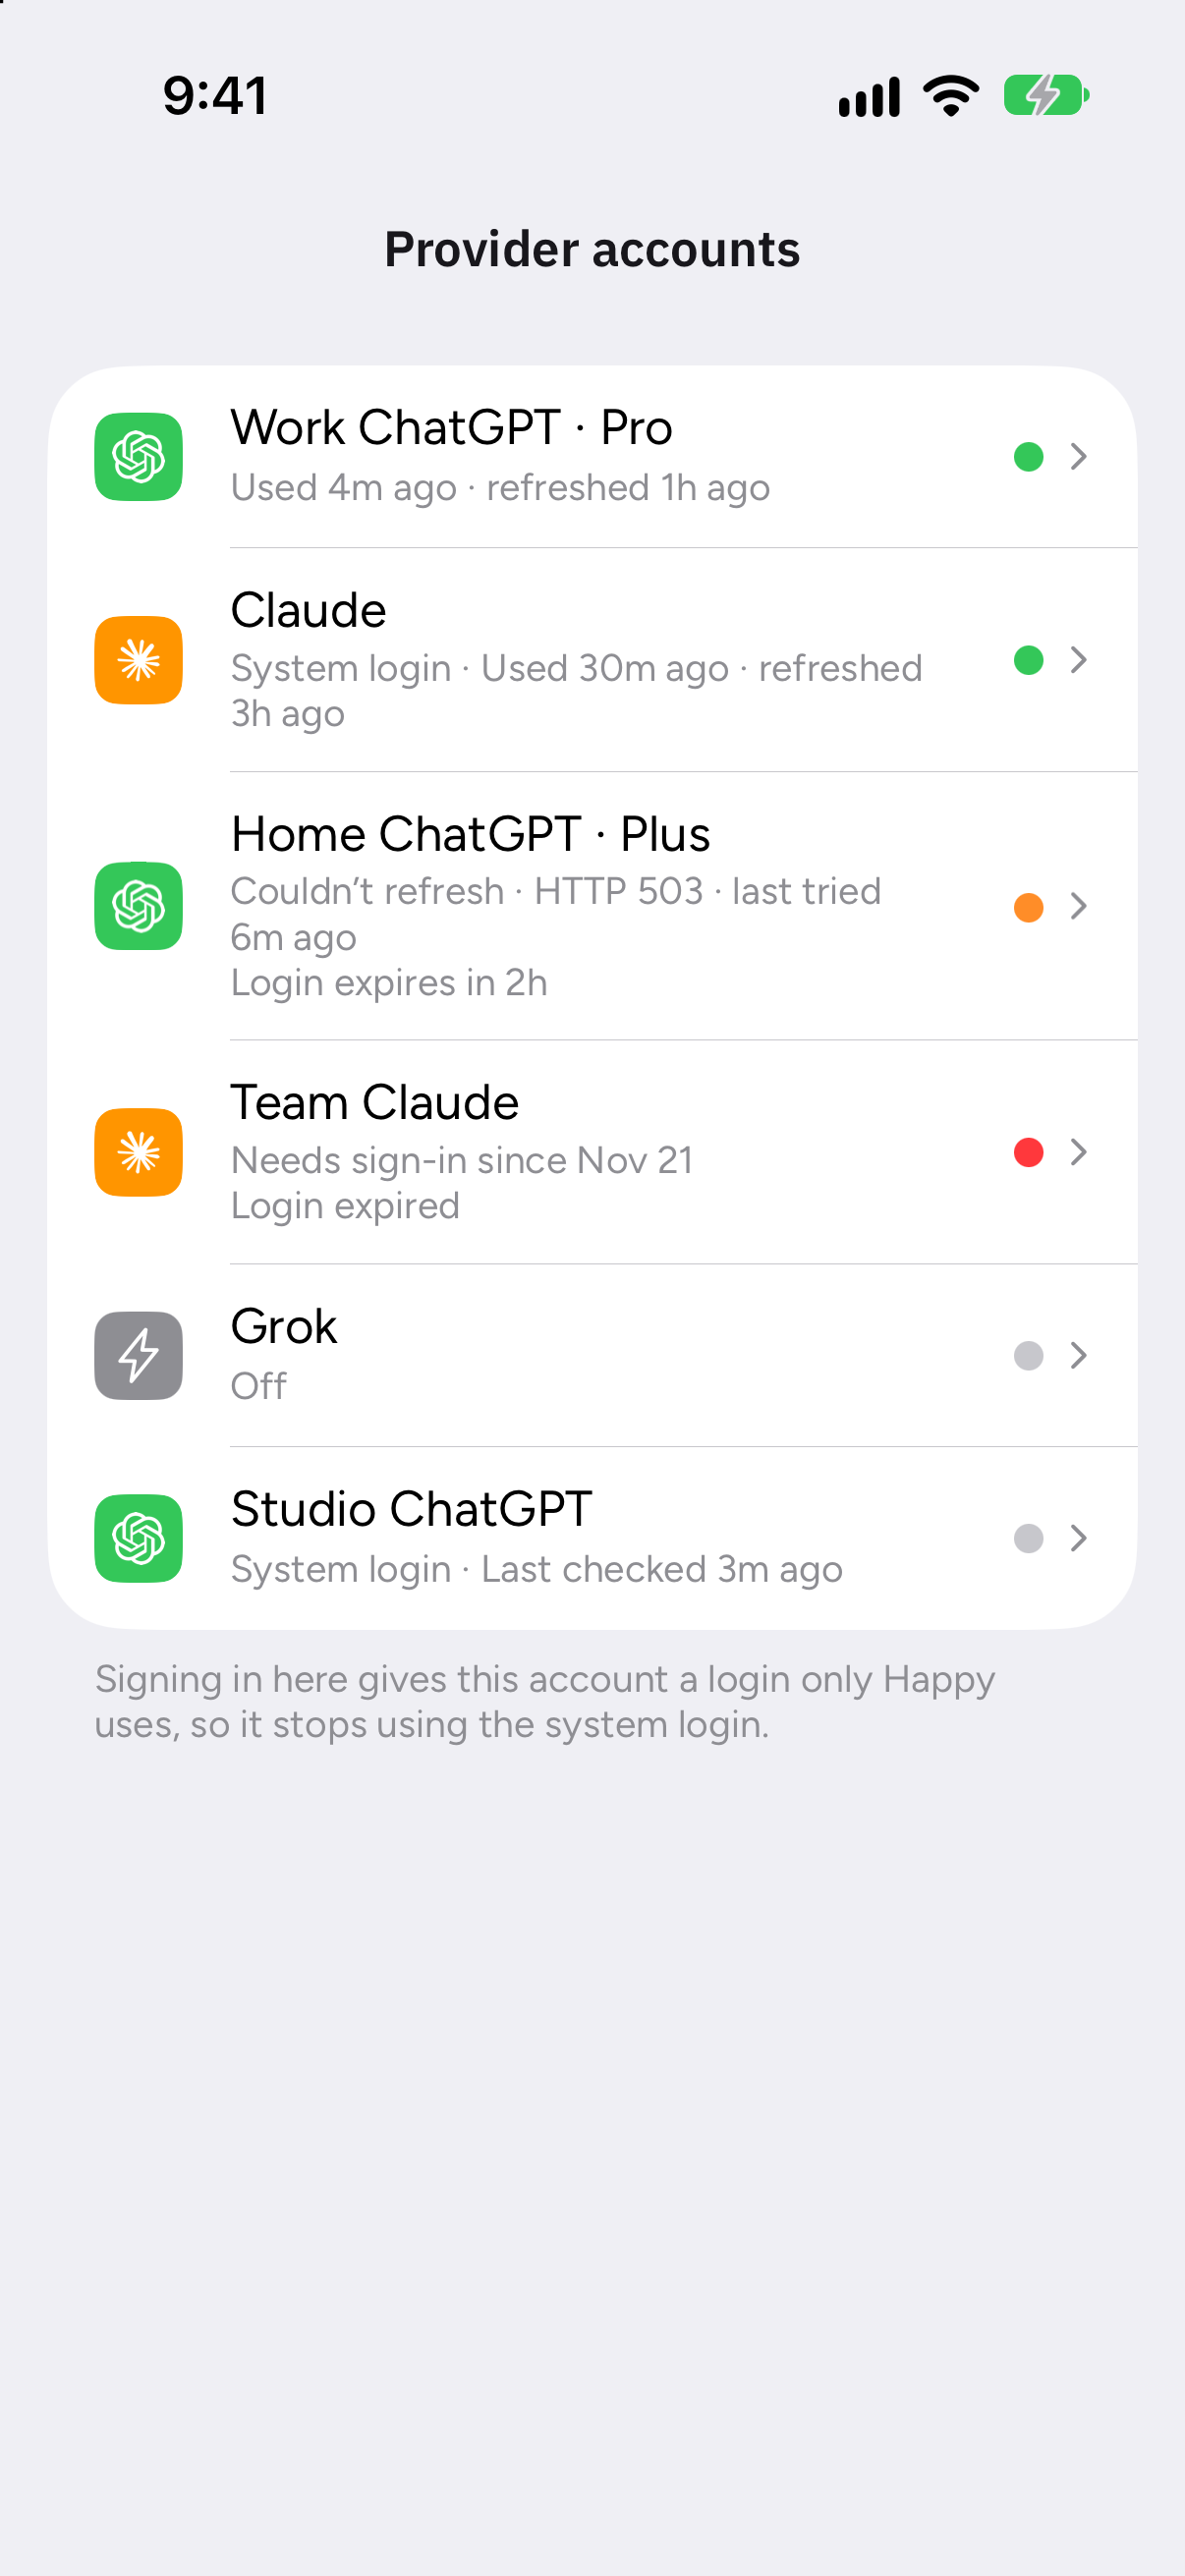 9:41
Provider accounts
Work ChatGPT · Pro
Used 4m ago · refreshed 1h ago
Claude
System login · Used 30m ago · refreshed
3h ago
Home ChatGPT · Plus
Couldn’t refresh · HTTP 503 · last tried
6m ago
Login expires in 2h
Team Claude
Needs sign-in since Nov 21
Login expired
Grok
Off
Studio ChatGPT
System login · Last checked 3m ago
Signing in here gives this account a login only Happy
uses, so it stops using the system login.